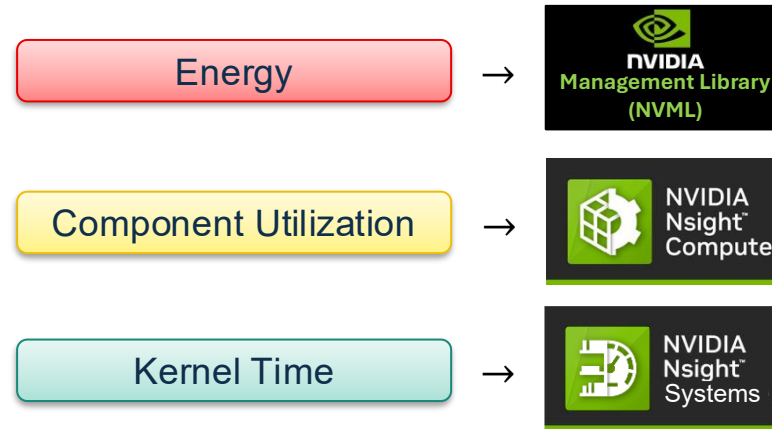 Energy
→
NVIDIA
Management Library
(NVML)
Component Utilization
→
NVIDIA
Nsight™
Compute
Kernel Time
→
NVIDIA
Nsight™
Systems